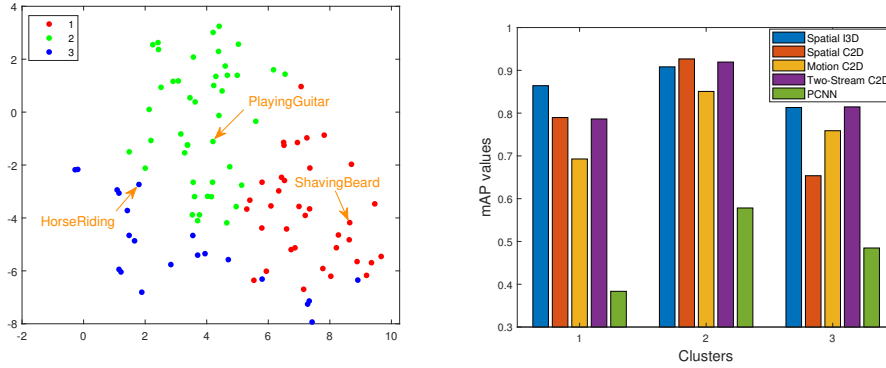 4
2
0
-2
-4
-6
-8
-2 0 2 4 6 8 10
1
2
3
PlayingGuitar
ShavingBeard
HorseRiding
1
0.9
0.8
0.7
0.6
0.5
0.4
0.3
mAP values
1 2 3
Clusters
Spatial I3D
Spatial C2D
Motion C2D
Two-Stream C2D
PCNN